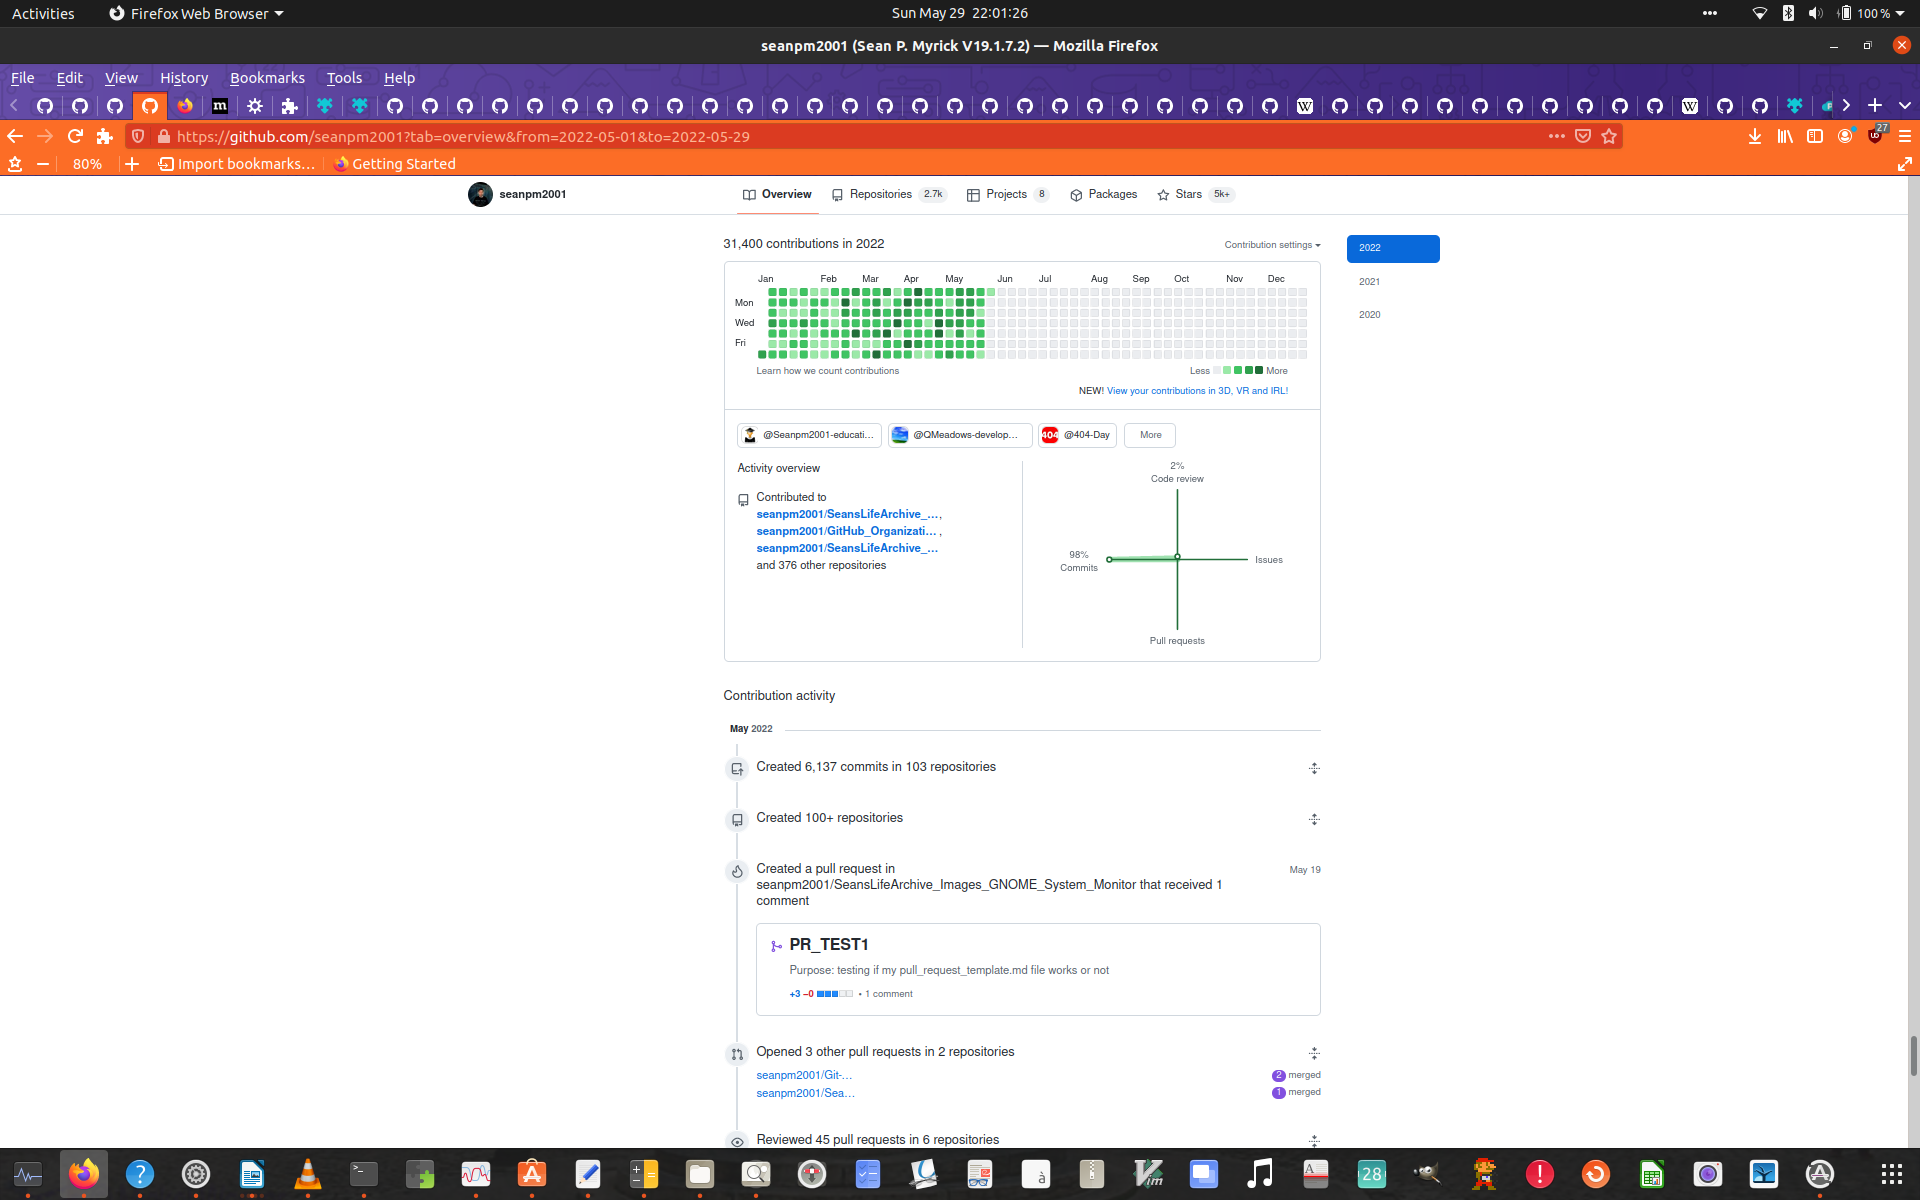 Activities Firefox Web Browser Sun May 29 22:01:26 100 %
seanpm2001 (Sean P. Myrick V19.1.7.2) — Mozilla Firefox
File Edit View History Bookmarks Tools Help
https://github.com/seanpm2001?tab=overview&from=2022-05-01&to=2022-05-29 27
80% Import bookmarks... Getting Started
seanpm2001 Overview Repositories 2.7k Projects 8 Packages Stars 5k+
31,400 contributions in 2022 Contribution settings 2022
Jan Feb Mar Apr May Jun Jul Aug Sep Oct Nov Dec
2021
Mon
2020
Wed
Fri
Learn how we count contributions Less More
NEW! View your contributions in 3D, VR and IRL!
@Seanpm2001-educati... @QMeadows-develop... 404 @404-Day More
Activity overview
2%
Code review
Contributed to
seanpm2001/SeansLifeArchive_...,
seanpm2001/GitHub_Organizati... ,
seanpm2001/SeansLifeArchive_...
and 376 other repositories
98%
Commits
Issues
Pull requests
Contribution activity
May 2022
Created 6,137 commits in 103 repositories
Created 100+ repositories
Created a pull request in May 19
seanpm2001/SeansLifeArchive_Images_GNOME_System_Monitor that received 1
comment
PR_TEST1
Purpose: testing if my pull_request_template.md file works or not
+3 −0 • 1 comment
Opened 3 other pull requests in 2 repositories
seanpm2001/Git-... 2 merged
seanpm2001/Sea... 1 merged
Reviewed 45 pull requests in 6 repositories
28